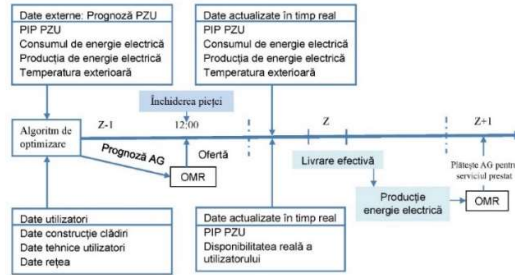 Date externe: Prognoză PZU
PIP PZU
Consumul de energie electrică
Producția de energie electrică
Temperatura exterioară
Date actualizate în timp real
PIP PZU
Consumul de energie electrică
Producția de energie electrică
Temperatura exterioară
Închiderea pieței
Algoritm de
optimizare
Z-1
12:00
Z
Z+1
Prognoză AG
Ofertă
OMR
Livrare efectivă
Producție
energie electrică
Plătește AG pentru
serviciul prestat
OMR
Date utilizatori
Date construcție clădiri
Date tehnice utilizatori
Date rețea
Date actualizate în timp real
PIP PZU
Disponibilitatea reală a
utilizatorului